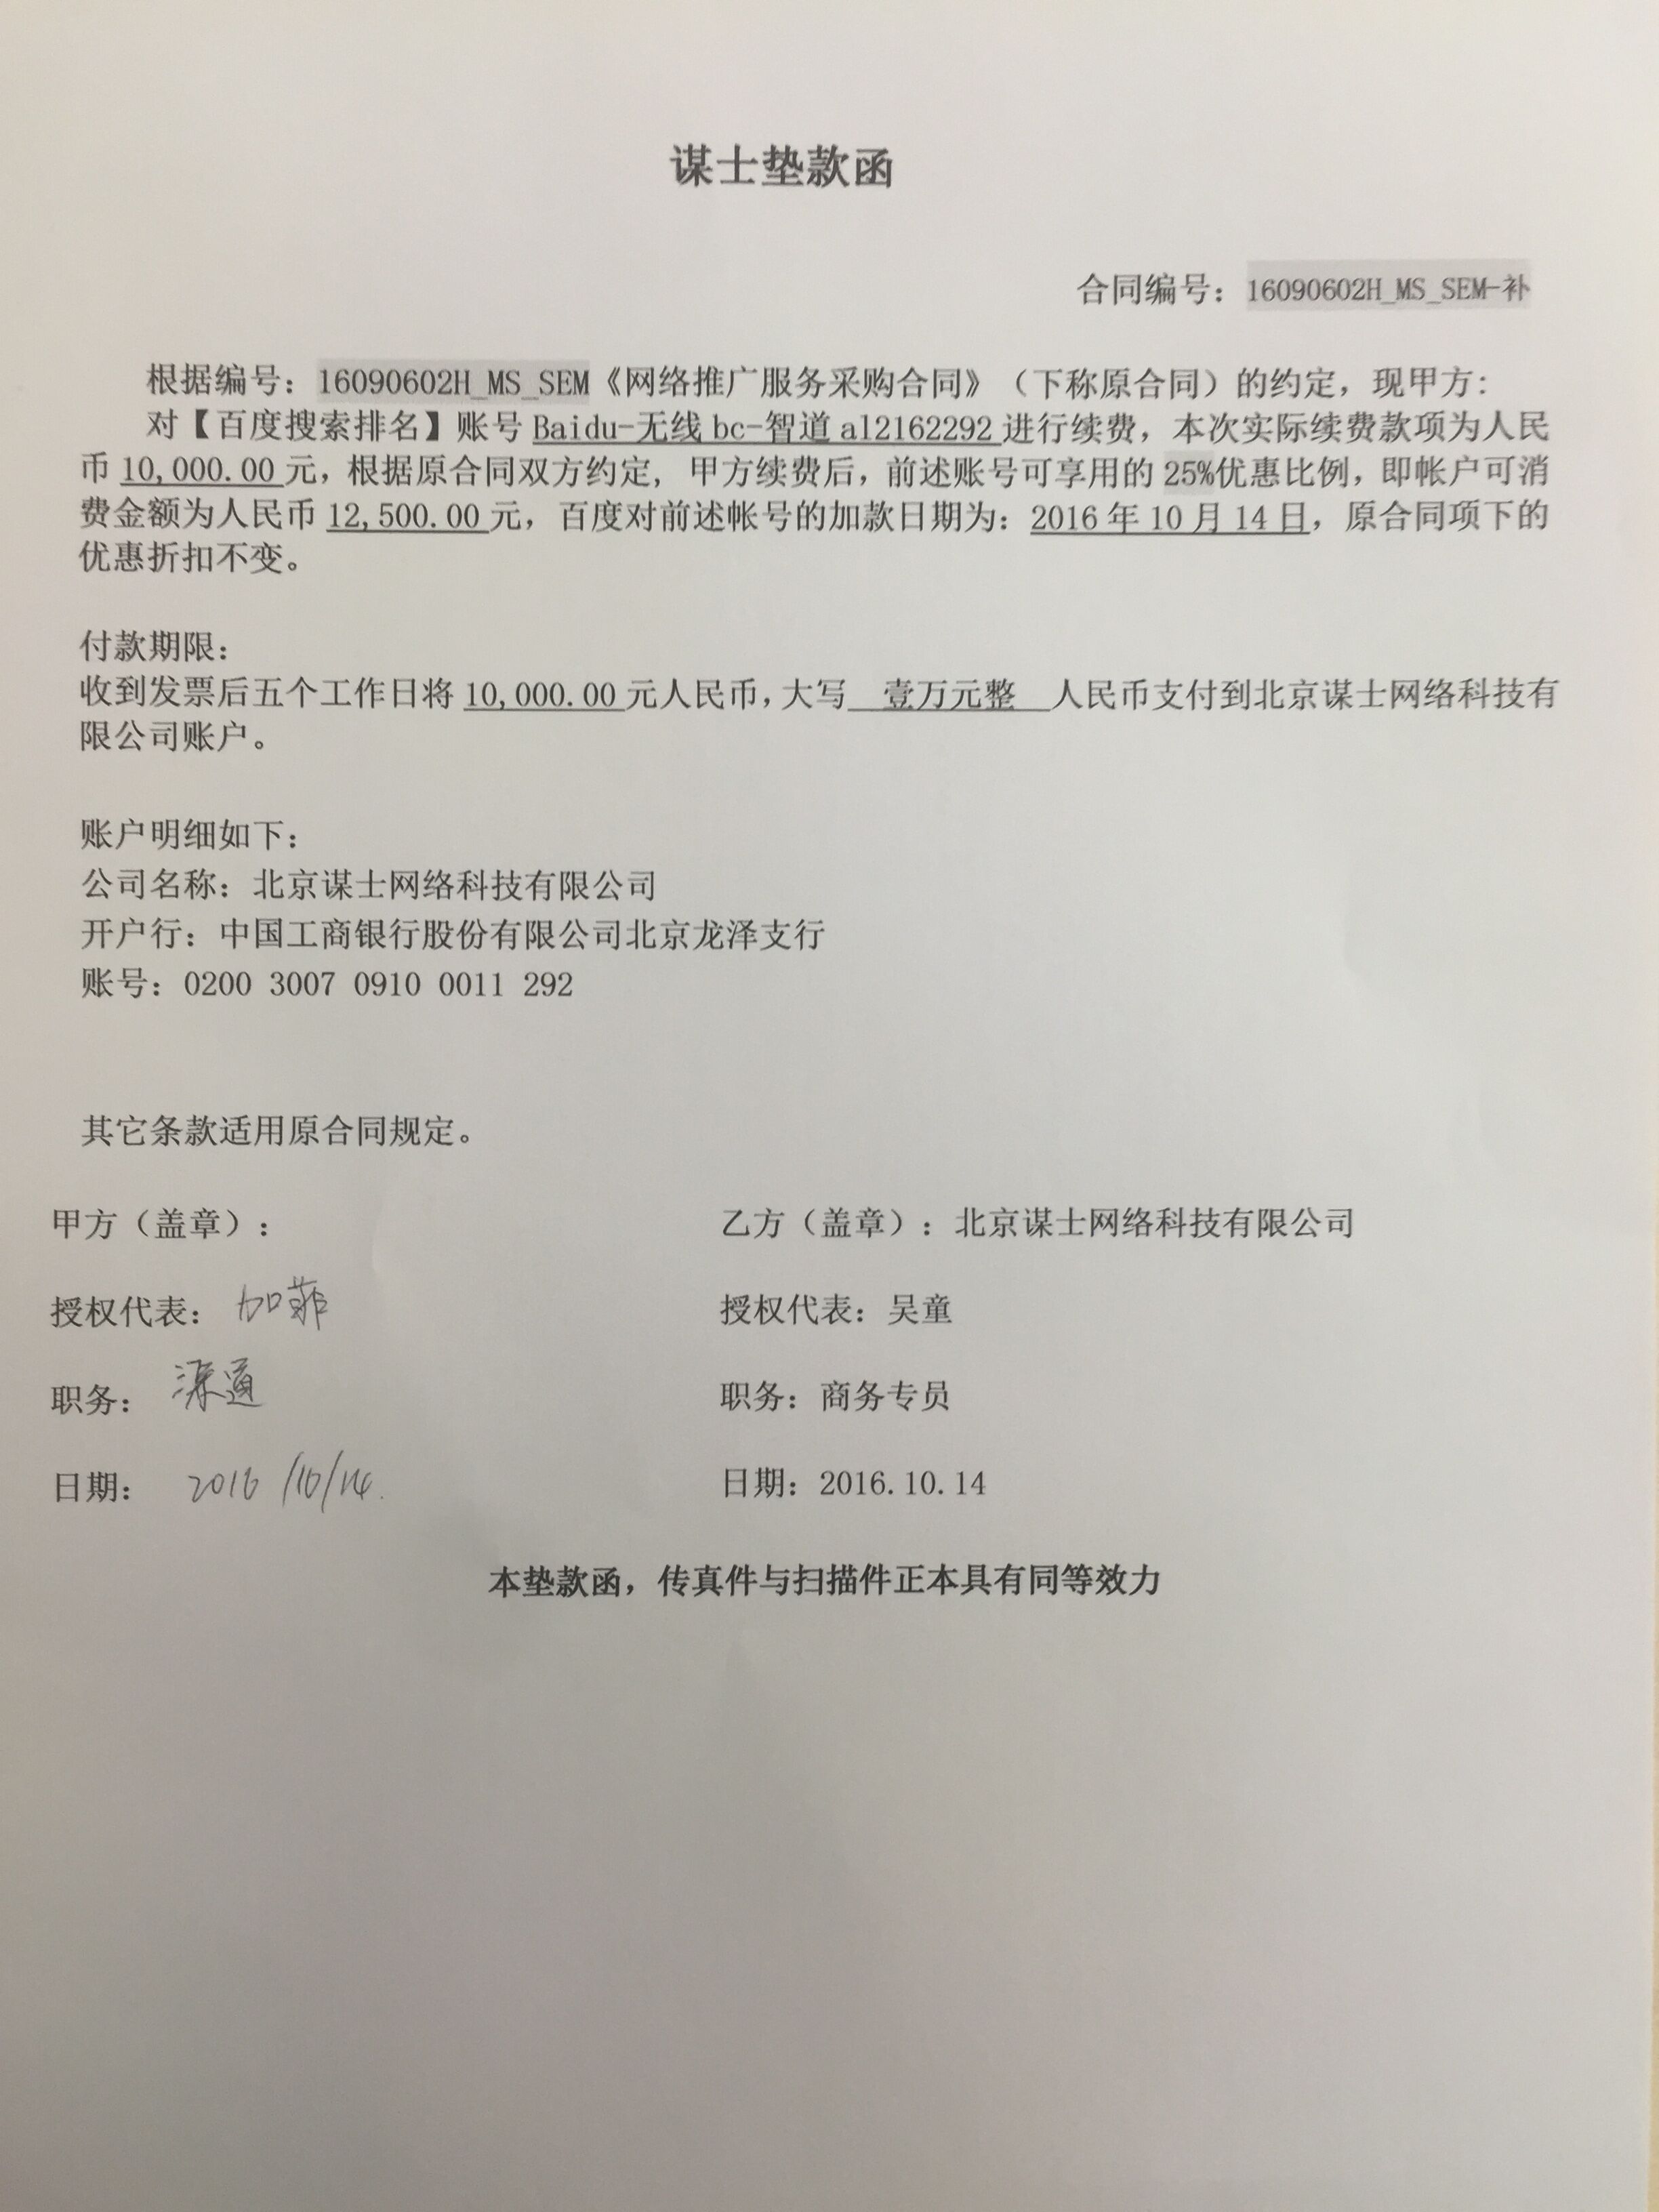 谋士垫款函
合同编号：16090602H_MS_SEM-补
根据编号：16090602H_MS_SEM《网络推广服务采购合同》（下称原合同）的约定，现甲方：
对【百度搜索排名】账号 Baidu-无线 bc-智道 al2162292 进行续费，本次实际续费款项为人民
币 10,000.00 元，根据原合同双方约定，甲方续费后，前述账号可享用的 25%优惠比例，即帐户可消
费金额为人民币 12,500.00 元，百度对前述帐号的加款日期为：2016 年 10 月 14 日，原合同项下的
优惠折扣不变。
付款期限：
收到发票后五个工作日将 10,000.00 元人民币，大写 壹万元整 人民币支付到北京谋士网络科技有
限公司账户。
账户明细如下：
公司名称：北京谋士网络科技有限公司
开户行：中国工商银行股份有限公司北京龙泽支行
账号：0200 3007 0910 0011 292
其它条款适用原合同规定。
甲方（盖章）： 乙方（盖章）：北京谋士网络科技有限公司
授权代表：加菲 授权代表：吴童
职务：渠道 职务：商务专员
日期：2016/10/14. 日期：2016.10.14
本垫款函，传真件与扫描件正本具有同等效力